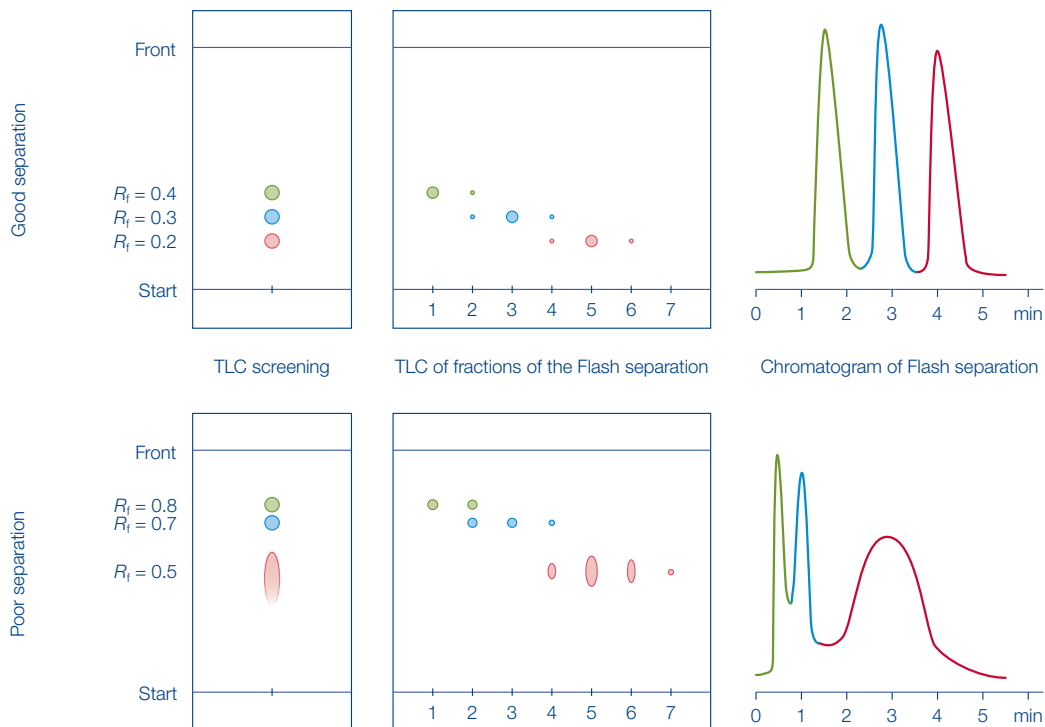 Good separation
Front
Rf = 0.4
Rf = 0.3
Rf = 0.2
Start
1 2 3 4 5 6 7
0 1 2 3 4 5 min
TLC screening
TLC of fractions of the Flash separation
Chromatogram of Flash separation
Poor separation
Front
Rf = 0.8
Rf = 0.7
Rf = 0.5
Start
1 2 3 4 5 6 7
0 1 2 3 4 5 min